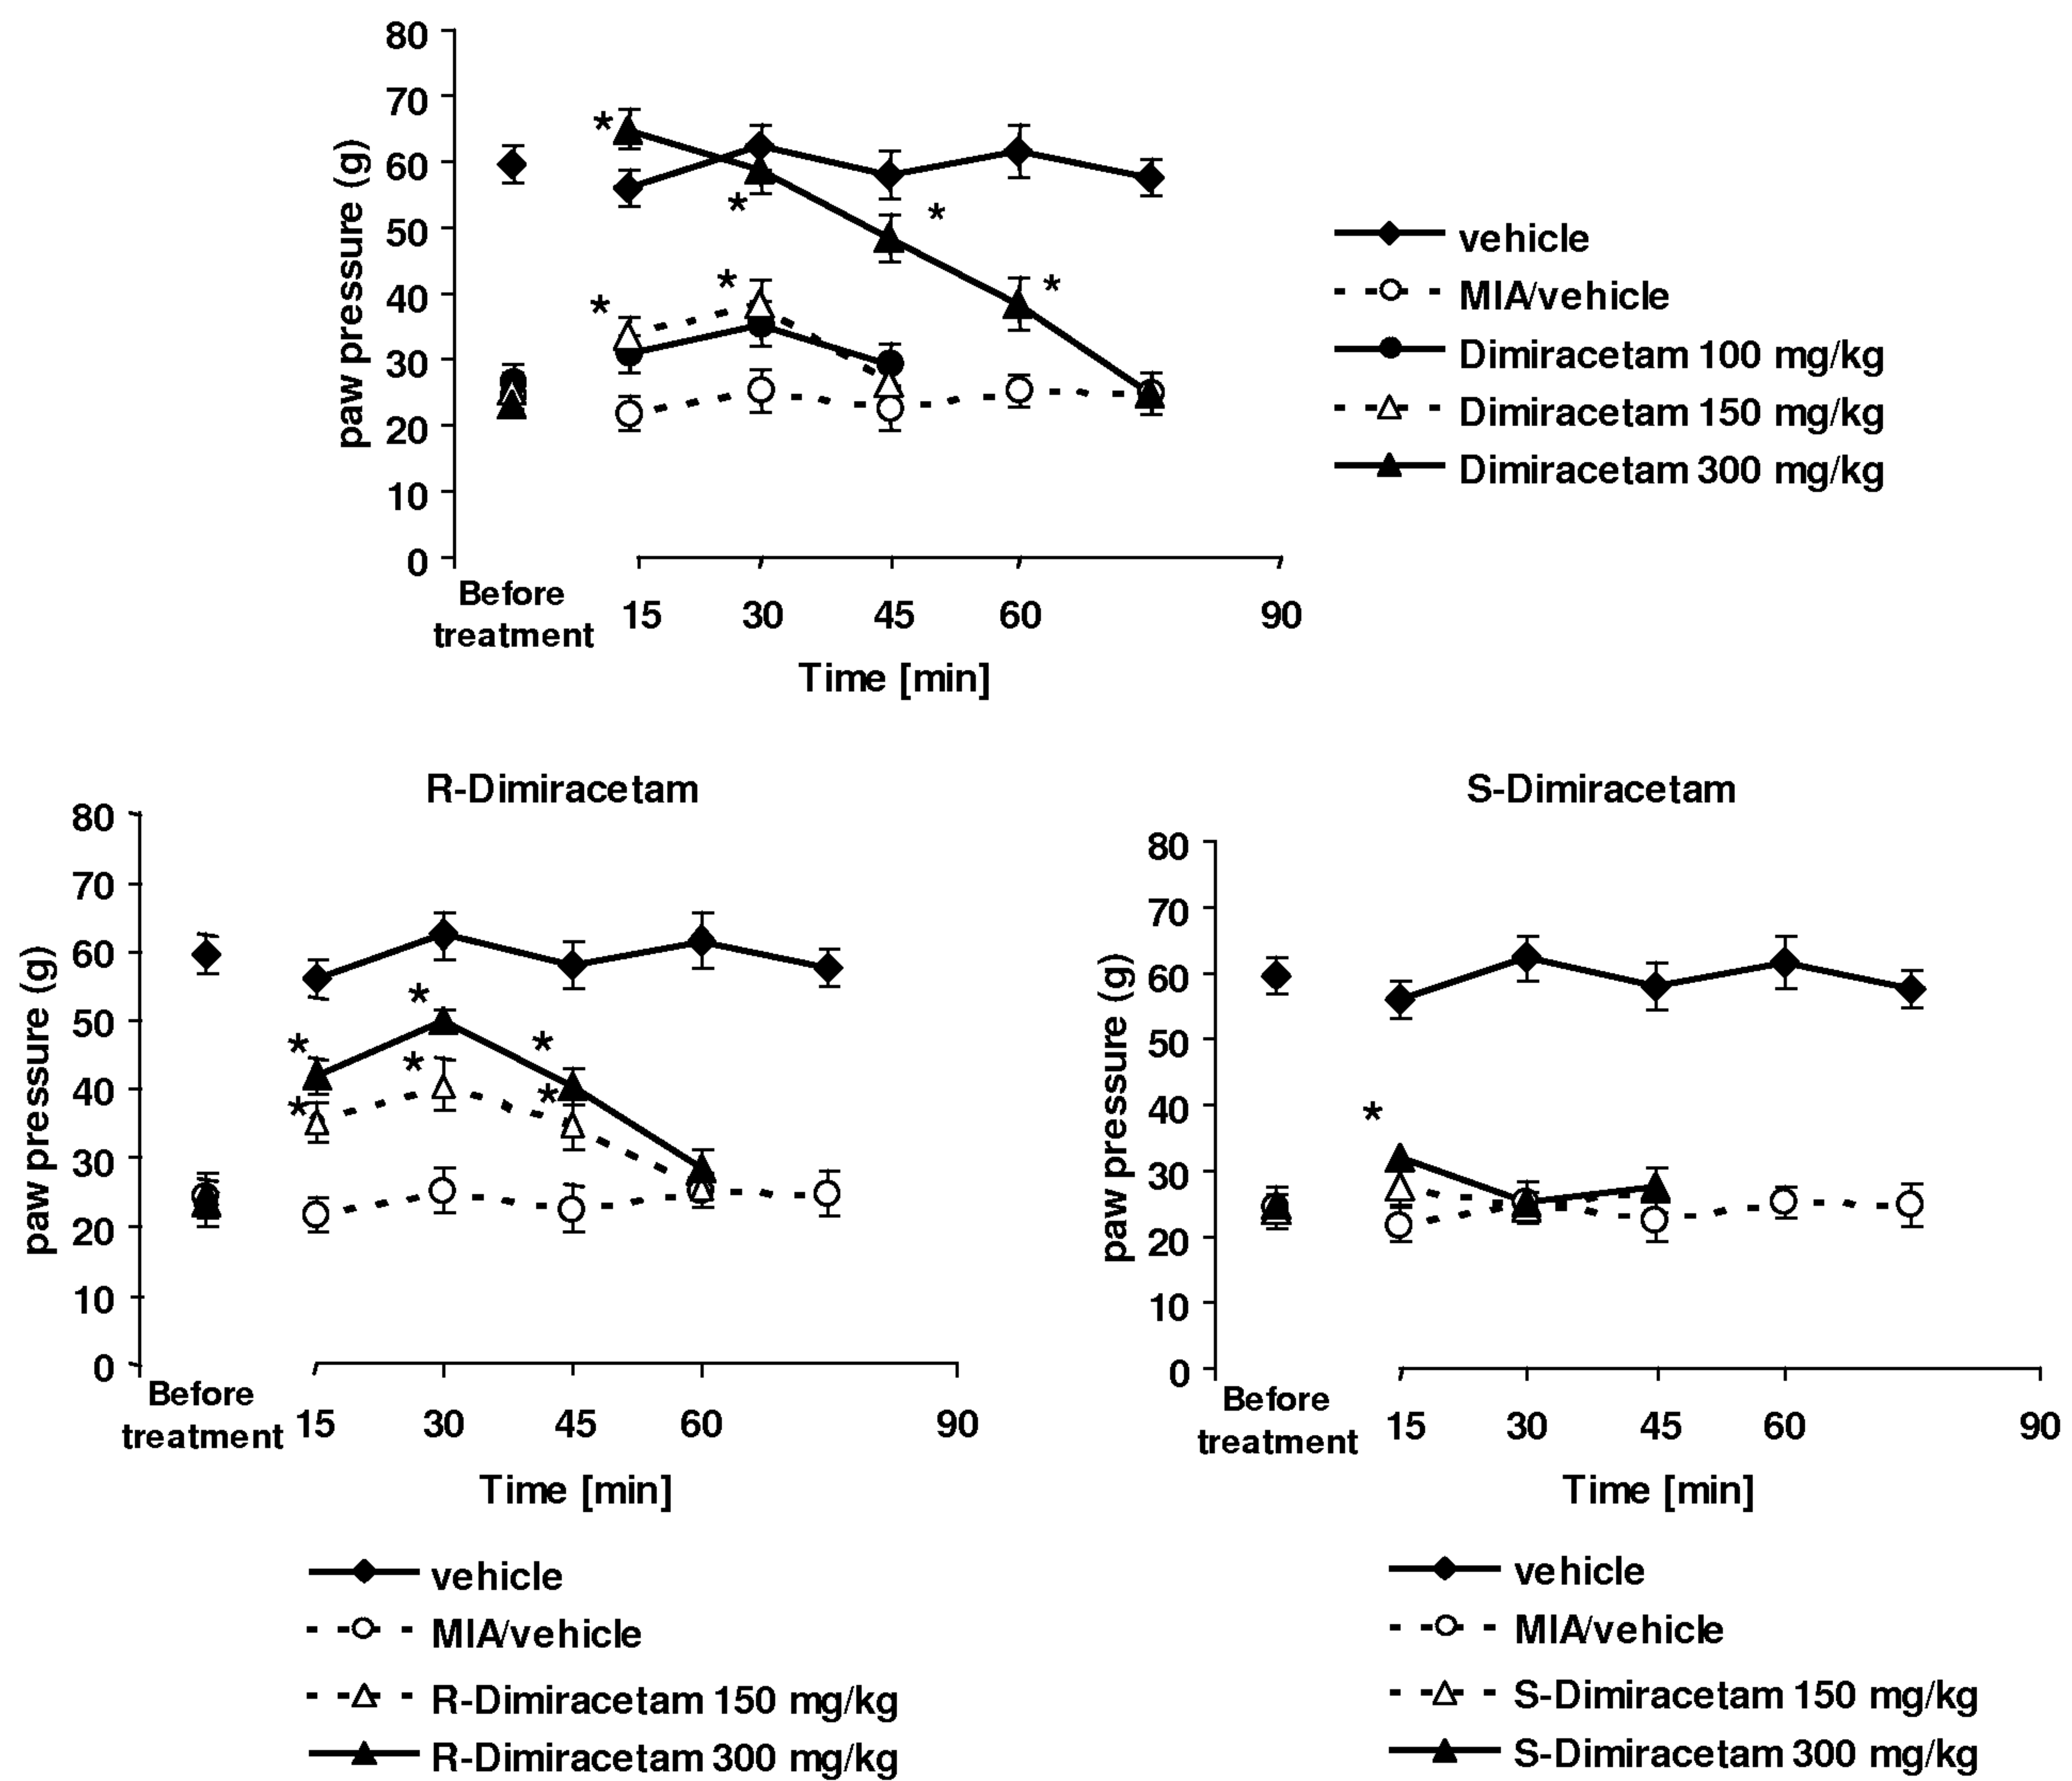 80
70
60
50
40
30
20
10
0
paw pressure (g)
*
*
*
*
*
*
Before
treatment
15 30 45 60 90
Time [min]
vehicle
MIA/vehicle
Dimiracetam 100 mg/kg
Dimiracetam 150 mg/kg
Dimiracetam 300 mg/kg
R-Dimiracetam
80
70
60
50
40
30
20
10
0
paw pressure (g)
*
*
*
*
*
*
Before
treatment
15 30 45 60 90
Time [min]
vehicle
MIA/vehicle
R-Dimiracetam 150 mg/kg
R-Dimiracetam 300 mg/kg
S-Dimiracetam
80
70
60
50
40
30
20
10
0
paw pressure (g)
*
Before
treatment
15 30 45 60 90
Time [min]
vehicle
MIA/vehicle
S-Dimiracetam 150 mg/kg
S-Dimiracetam 300 mg/kg